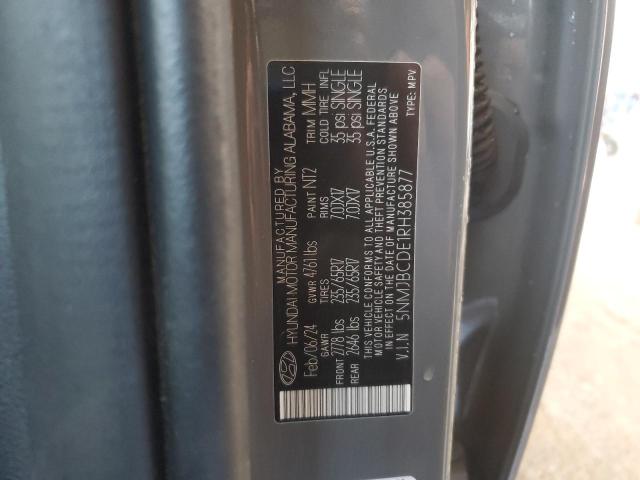 MANUFACTURED BY
HYUNDAI MOTOR MANUFACTURING ALABAMA, LLC
Feb/06/24 GVWR 4761 lbs PAINT NT2 TRIM MMH
GAWR TIRES RIMS COLD TIRE INFL
FRONT 2778 lbs 235/65R17 7.0JX17 35 psi SINGLE
REAR 2646 lbs 235/65R17 7.0JX17 35 psi SINGLE
THIS VEHICLE CONFORMS TO ALL APPLICABLE U.S.A. FEDERAL
MOTOR VEHICLE SAFETY AND THEFT PREVENTION STANDARDS
IN EFFECT ON THE DATE OF MANUFACTURE SHOWN ABOVE
V.I.N 5NMJBCDE1RH385877 TYPE: MPV